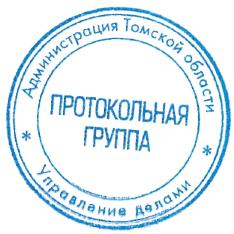 Администрация Томской области
ПРОТОКОЛЬНАЯ
ГРУППА
Управление делами